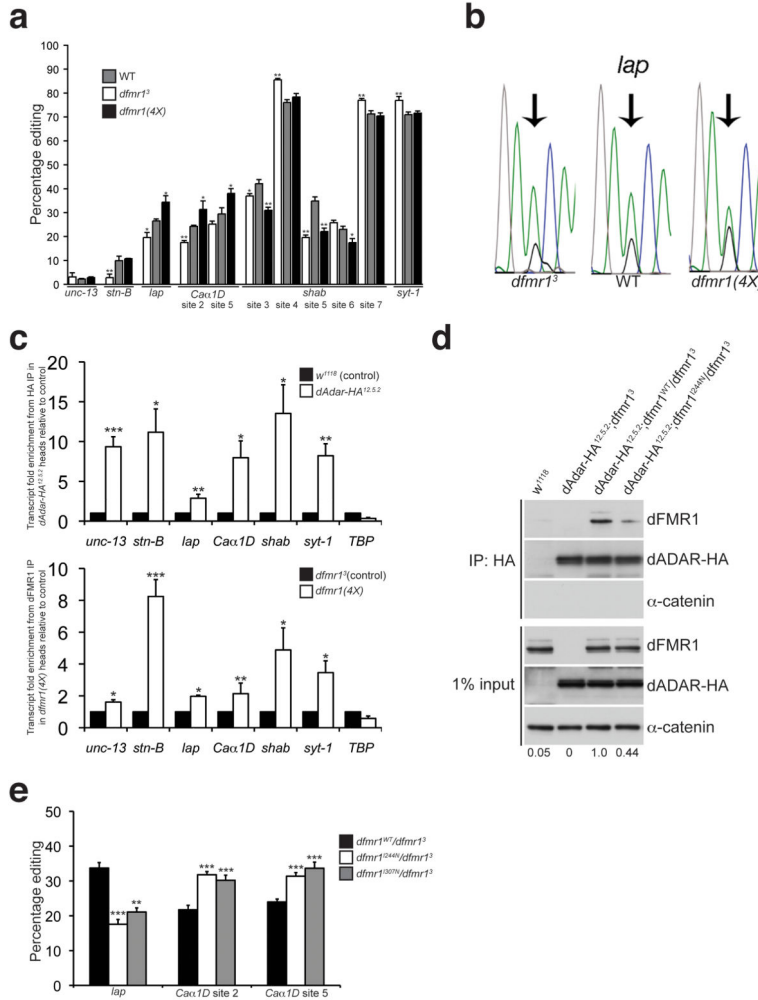 a
Percentage editing
100
90
80
70
60
50
40
30
20
10
0
WT
dfmr1³
dfmr1(4X)
** * ** * * * ** ** ** ** * ** **
unc-13 stn-B lap Caα1D shab syt-1
site 2 site 5 site 3 site 4 site 5 site 6 site 7
b
lap
dfmr1³ WT dfmr1(4X)
c
Transcript fold enrichment from HA IP in
dAdar-HA¹²·⁵·² heads relative to control
20
15
10
5
0
w¹¹¹⁸ (control)
dAdar-HA¹²·⁵·²
*** * ** * * **
unc-13 stn-B lap Caα1D shab syt-1 TBP
Transcript fold enrichment from dFMR1 IP
in dfmr1(4X) heads relative to control
10
8
6
4
2
0
dfmr1³(control)
dfmr1(4X)
* *** * ** * *
unc-13 stn-B lap Caα1D shab syt-1 TBP
d
w¹¹¹⁸
dAdar-HA¹²·⁵·²;dfmr1³
dAdar-HA¹²·⁵·²;dfmr1ᵂᵀ/dfmr1³
dAdar-HA¹²·⁵·²;dfmr1ᴵ²⁴⁴ᴺ/dfmr1³
IP: HA
dFMR1
dADAR-HA
α-catenin
1% input
dFMR1
dADAR-HA
α-catenin
0.05 0 1.0 0.44
e
Percentage editing
50
40
30
20
10
0
dfmr1ᵂᵀ/dfmr1³
dfmr1ᴵ²⁴⁴ᴺ/dfmr1³
dfmr1ᴵ³⁰⁷ᴺ/dfmr1³
*** ** *** *** *** ***
lap Caα1D site 2 Caα1D site 5